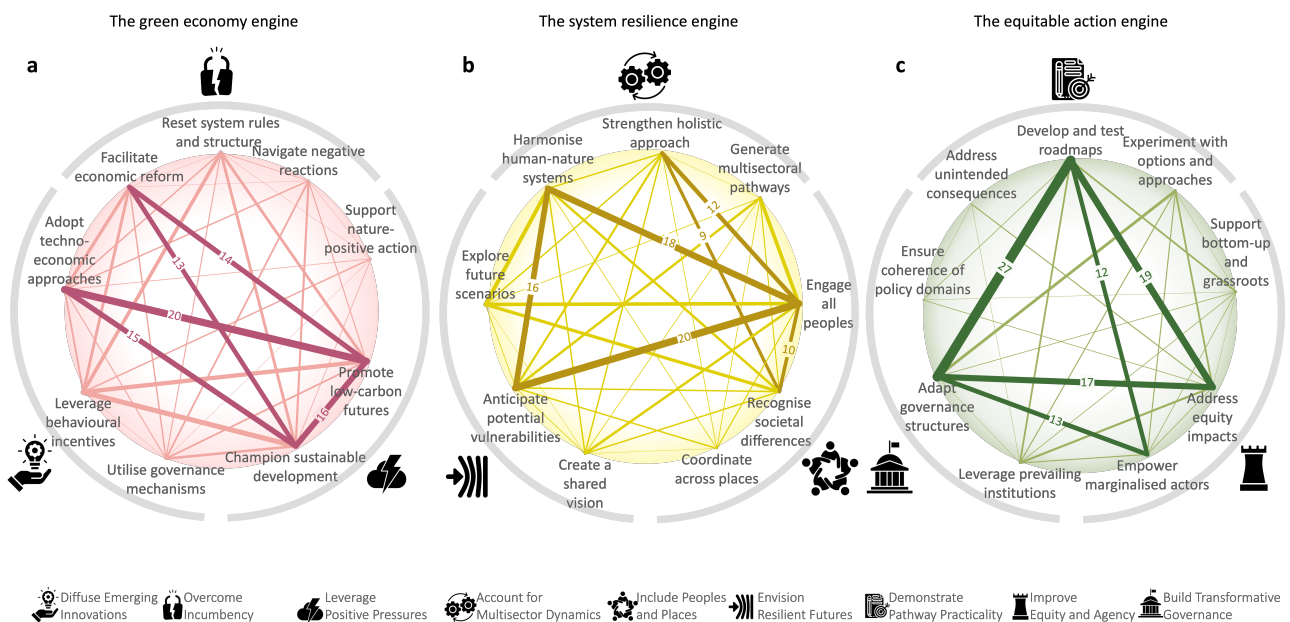 The green economy engine
The system resilience engine
The equitable action engine
a
b
c
Reset system rules
and structure
Navigate negative
reactions
Facilitate
economic reform
Support
nature-
positive action
Adopt
techno-
economic
approaches
14
13
20
15
16
Promote
low-carbon
futures
Leverage
behavioural
incentives
Champion sustainable
development
Utilise governance
mechanisms
Strengthen holistic
approach
Harmonise
human-nature
systems
Generate
multisectoral
pathways
12
9
18
Explore
future
scenarios
16
Engage
all
peoples
20
10
Anticipate
potential
vulnerabilities
Recognise
societal
differences
Create a
shared
vision
Coordinate
across places
Develop and test
roadmaps
Experiment with
options and
approaches
Address
unintended
consequences
Support
bottom-up
and
grassroots
Ensure
coherence of
policy domains
27
12
19
17
13
Adapt
governance
structures
Address
equity
impacts
Leverage prevailing
institutions
Empower
marginalised actors
Diffuse Emerging
Innovations
Overcome
Incumbency
Leverage
Positive Pressures
Account for
Multisector Dynamics
Include Peoples
and Places
Envision
Resilient Futures
Demonstrate
Pathway Practicality
Improve
Equity and Agency
Build Transformative
Governance